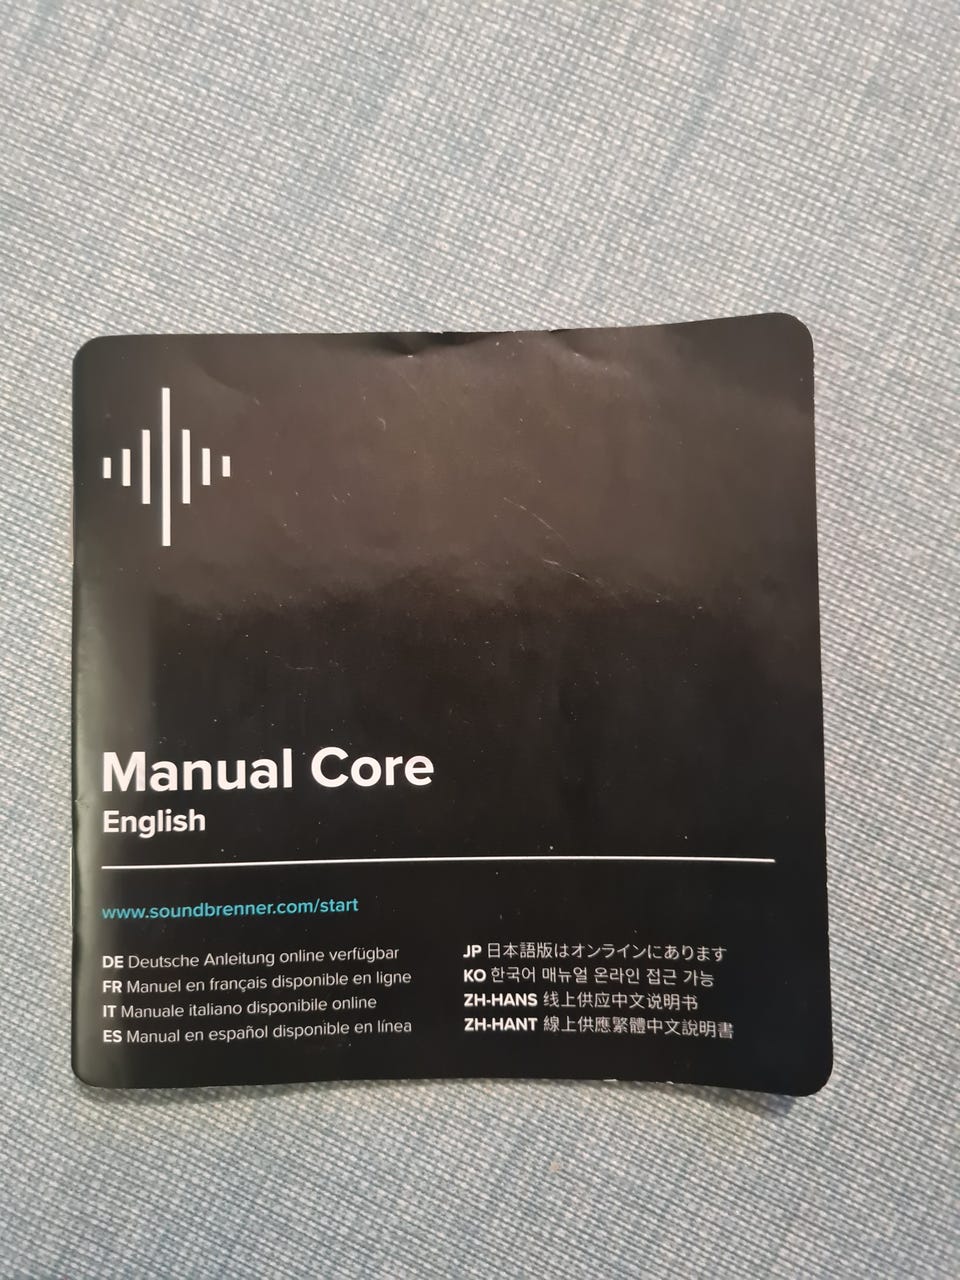 Manual Core
English
www.soundbrenner.com/start
DE Deutsche Anleitung online verfügbar
FR Manuel en français disponible en ligne
IT Manuale italiano disponibile online
ES Manual en español disponible en línea
JP 日本語版はオンラインにあります
KO 한국어 매뉴얼 온라인 접근 가능
ZH-HANS 线上供应中文说明书
ZH-HANT 線上供應繁體中文說明書